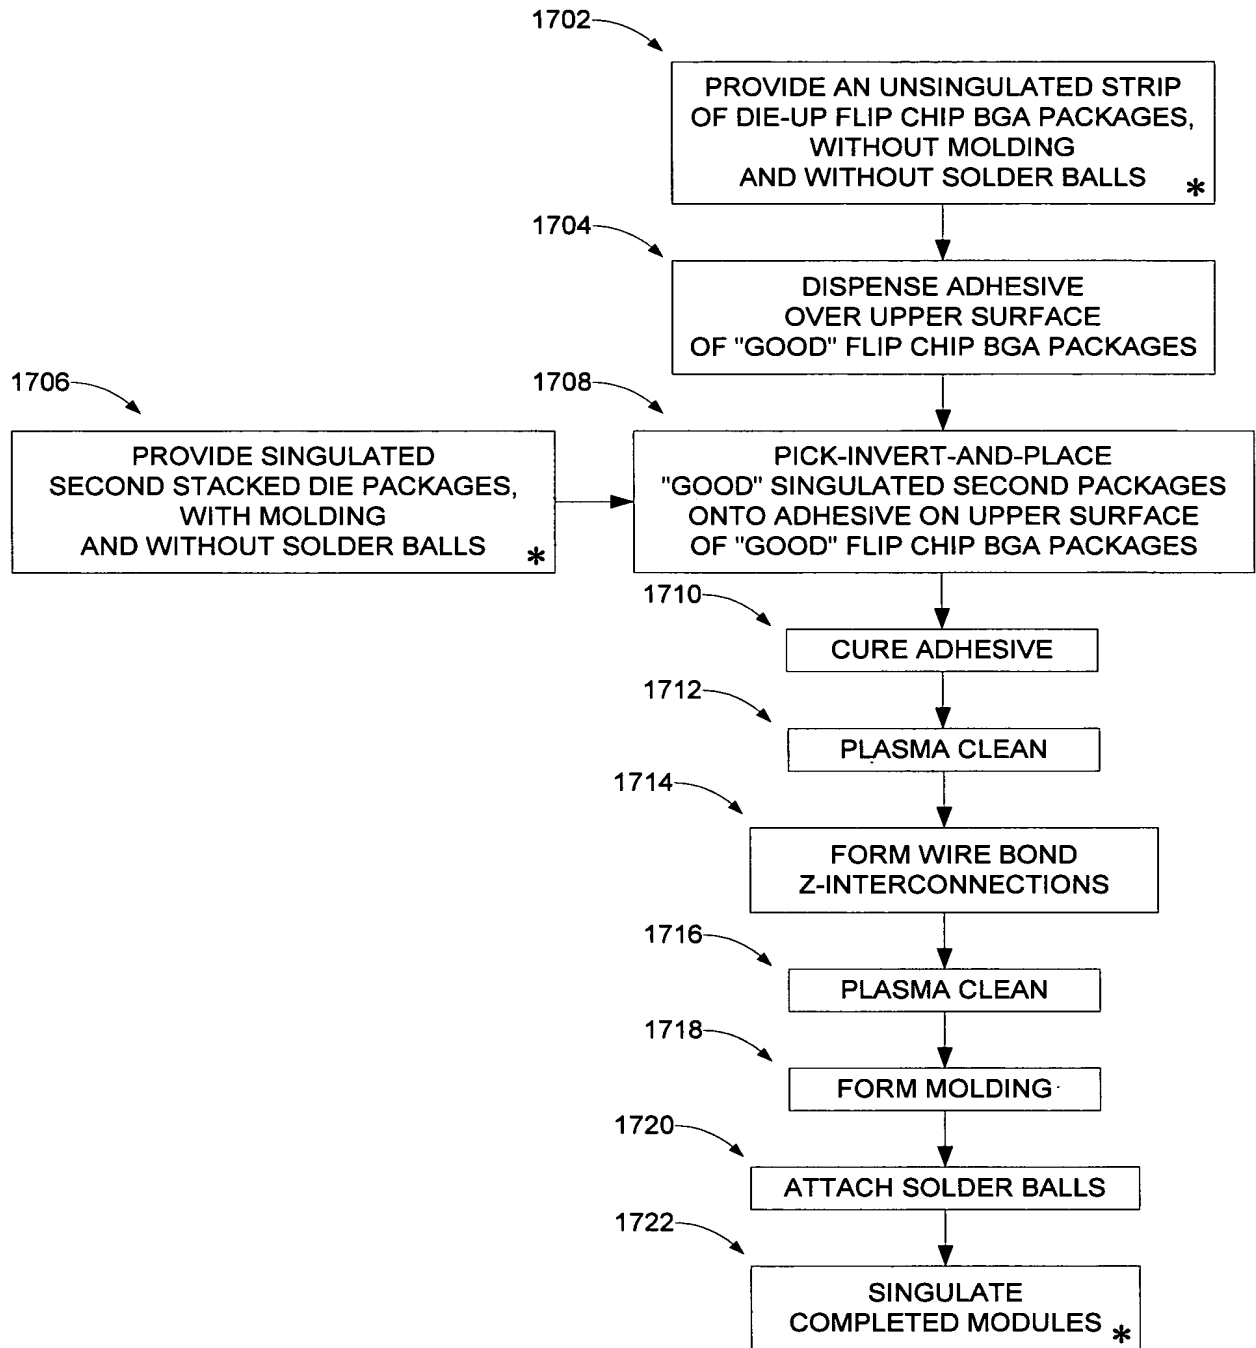 1702
PROVIDE AN UNSINGULATED STRIP
OF DIE-UP FLIP CHIP BGA PACKAGES,
WITHOUT MOLDING
AND WITHOUT SOLDER BALLS *
1704
DISPENSE ADHESIVE
OVER UPPER SURFACE
OF "GOOD" FLIP CHIP BGA PACKAGES
1706
PROVIDE SINGULATED
SECOND STACKED DIE PACKAGES,
WITH MOLDING
AND WITHOUT SOLDER BALLS *
1708
PICK-INVERT-AND-PLACE
"GOOD" SINGULATED SECOND PACKAGES
ONTO ADHESIVE ON UPPER SURFACE
OF "GOOD" FLIP CHIP BGA PACKAGES
1710
CURE ADHESIVE
1712
PLASMA CLEAN
1714
FORM WIRE BOND
Z-INTERCONNECTIONS
1716
PLASMA CLEAN
1718
FORM MOLDING
1720
ATTACH SOLDER BALLS
1722
SINGULATE
COMPLETED MODULES *